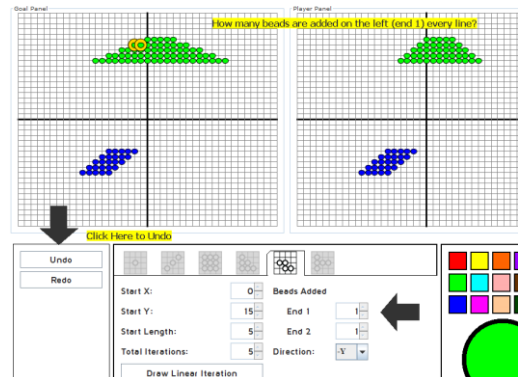 Goal Panel
Player Panel
How many beads are added on the left (end 1) every line?
Click Here to Undo
Undo
Redo
Start X: 0
Beads Added
Start Y: 15
End 1 1
Start Length: 5
End 2 1
Total Iterations: 5
Direction: -Y
Draw Linear Iteration